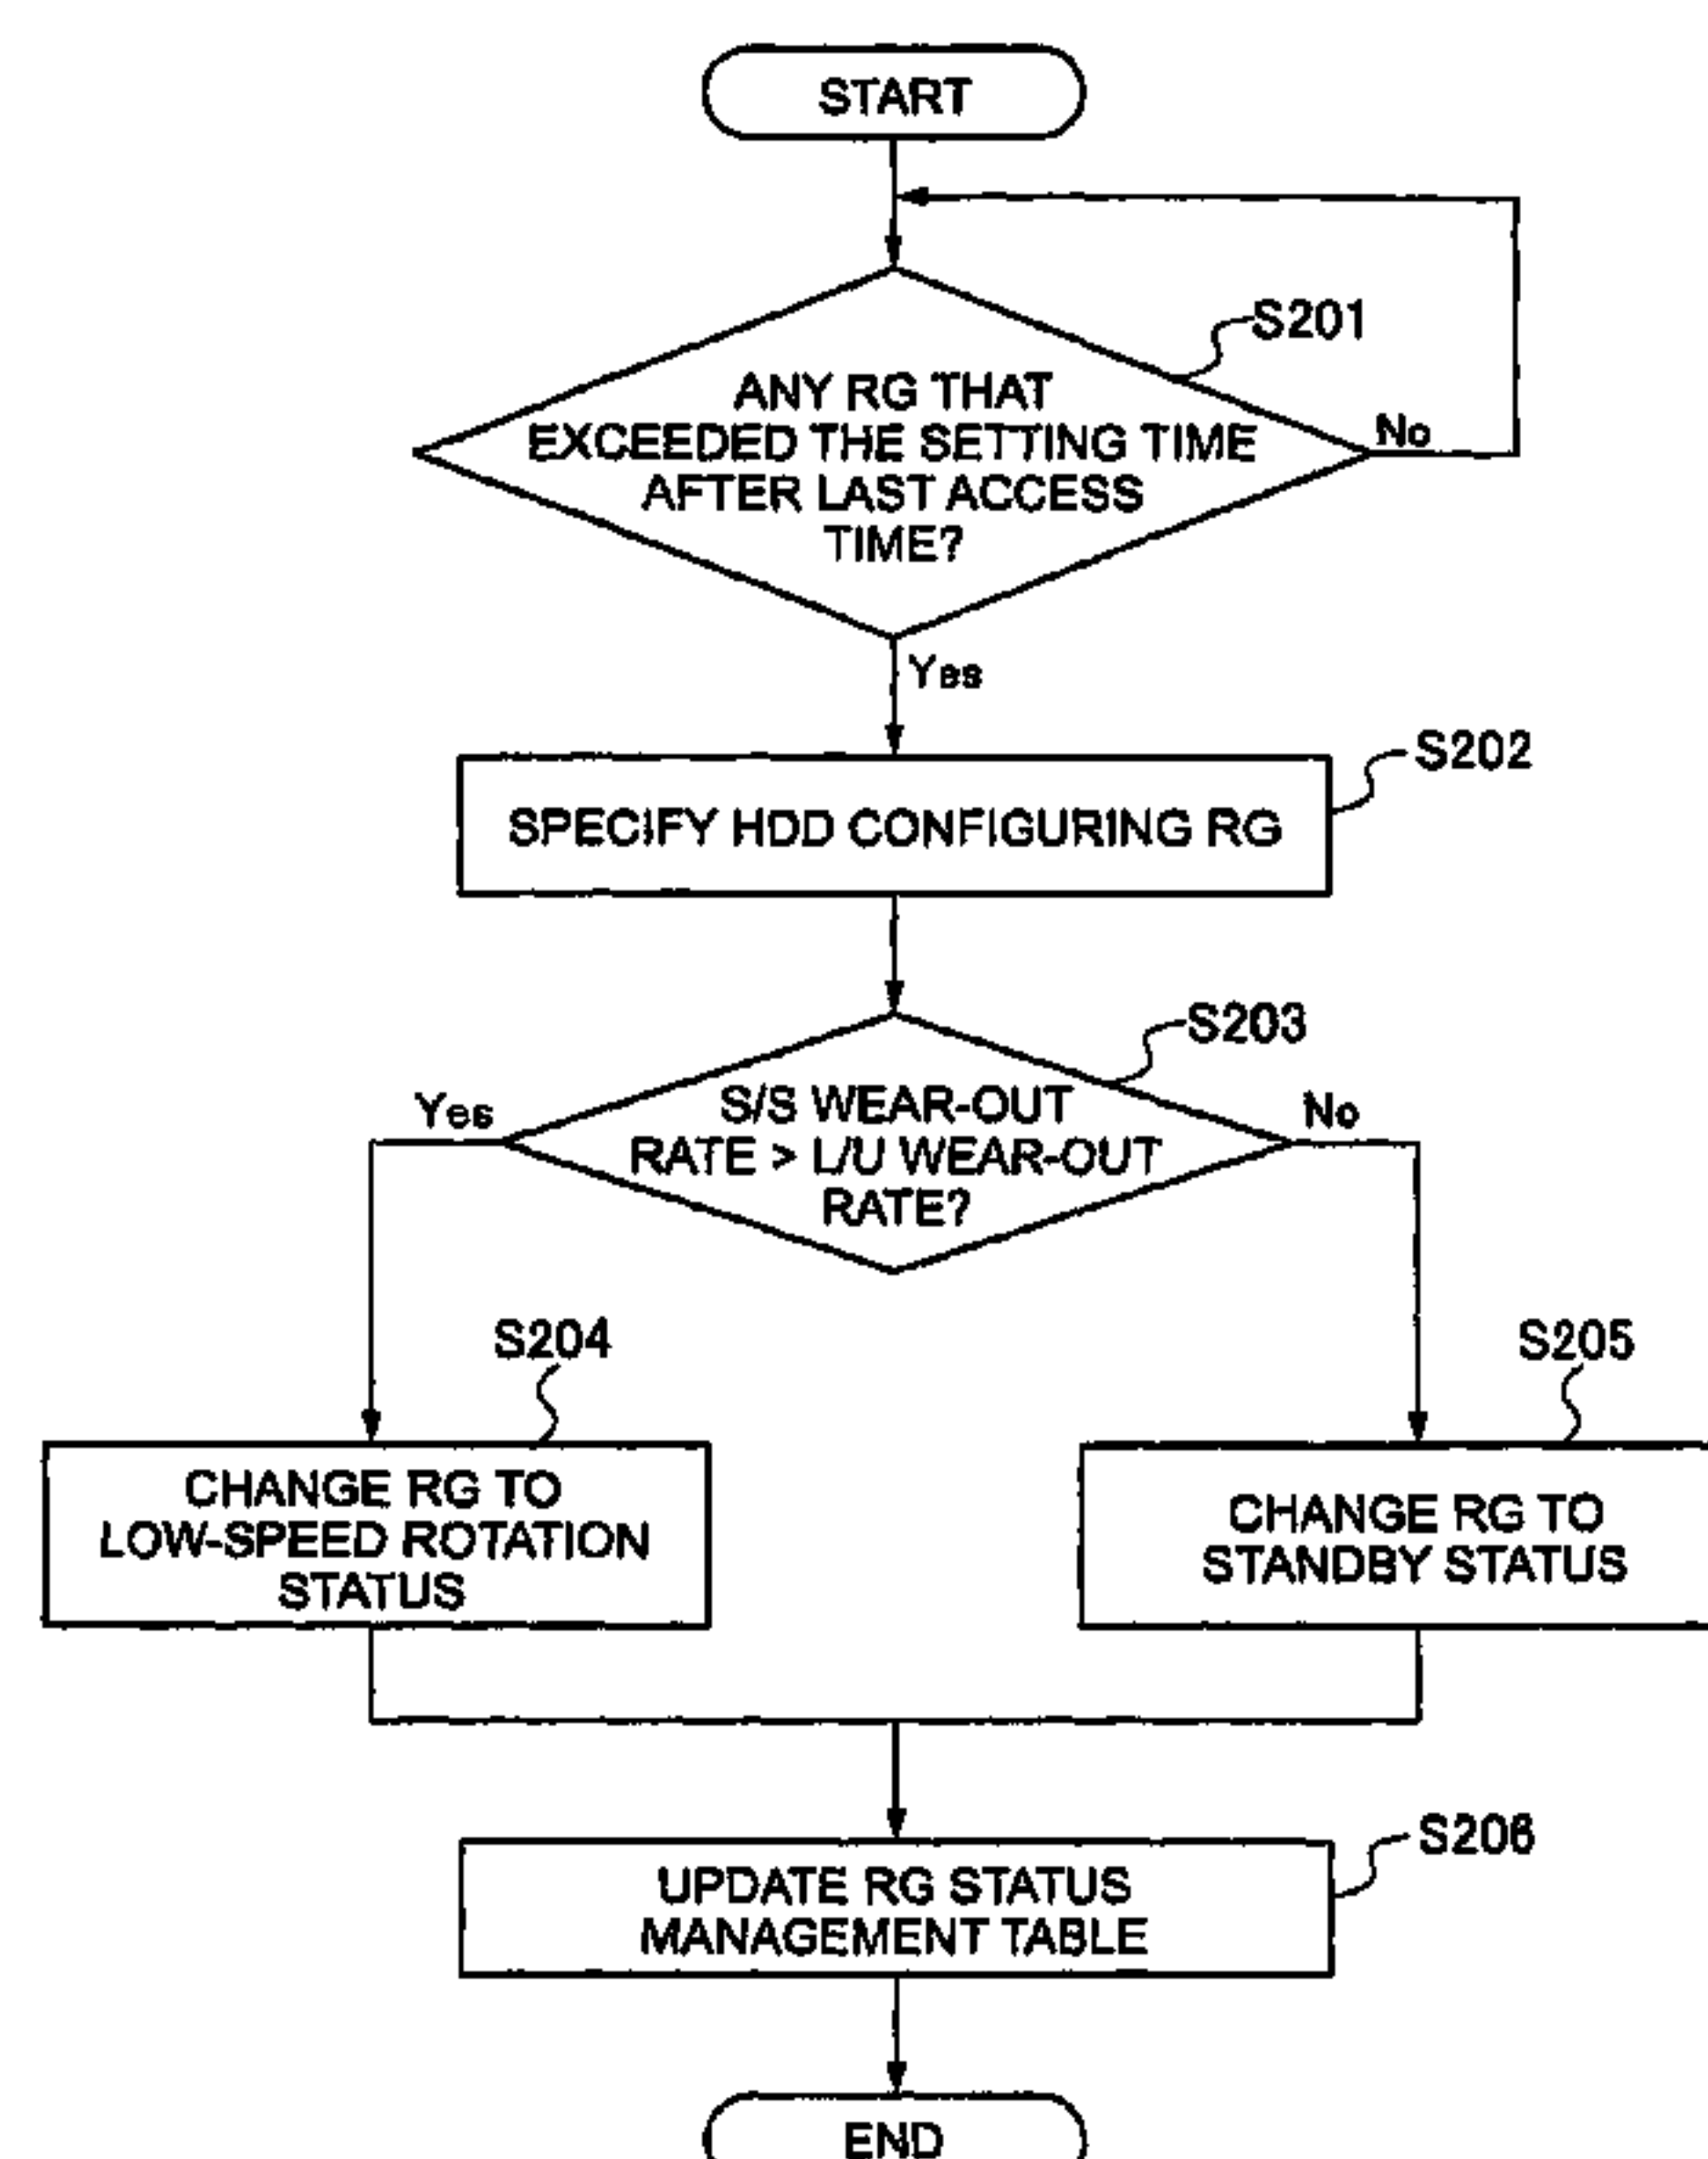 START
S201
ANY RG THAT
EXCEEDED THE SETTING TIME
AFTER LAST ACCESS
TIME?
No
Yes
S202
SPECIFY HDD CONFIGURING RG
S203
S/S WEAR-OUT
RATE > L/U WEAR-OUT
RATE?
Yes
No
S204
CHANGE RG TO
LOW-SPEED ROTATION
STATUS
S205
CHANGE RG TO
STANDBY STATUS
S206
UPDATE RG STATUS
MANAGEMENT TABLE
END